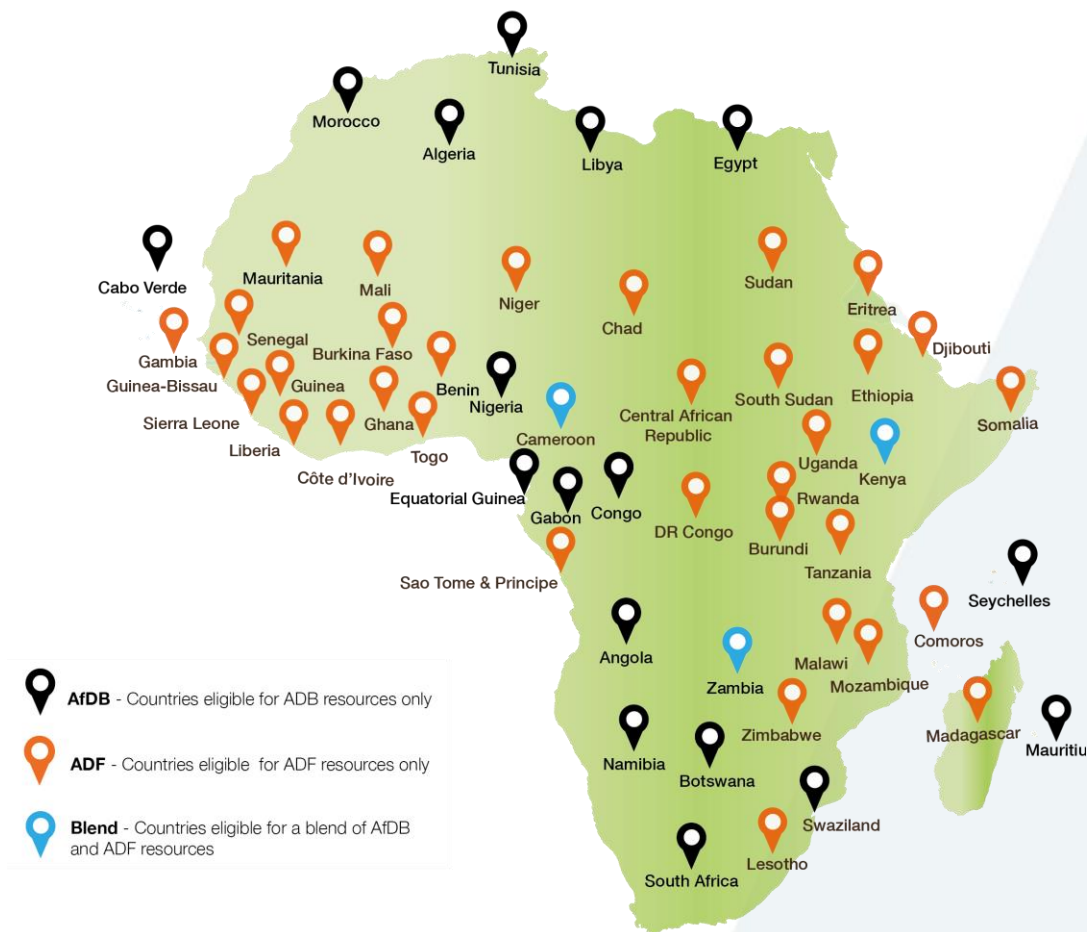 Tunisia
Morocco
Algeria
Libya
Egypt
Cabo Verde
Mauritania
Mali
Niger
Chad
Sudan
Eritrea
Gambia
Senegal
Burkina Faso
Djibouti
Guinea-Bissau
Guinea
Benin
Nigeria
South Sudan
Ethiopia
Somalia
Sierra Leone
Liberia
Ghana
Togo
Cameroon
Central African
Republic
Uganda
Kenya
Côte d'Ivoire
Equatorial Guinea
Gabon
Congo
DR Congo
Rwanda
Burundi
Tanzania
Sao Tome & Principe
Seychelles
Angola
Zambia
Malawi
Mozambique
Comoros
Zimbabwe
Madagascar
Mauritiu
Namibia
Botswana
Swaziland
South Africa
Lesotho
AfDB - Countries eligible for ADB resources only
ADF - Countries eligible for ADF resources only
Blend - Countries eligible for a blend of AfDB
and ADF resources